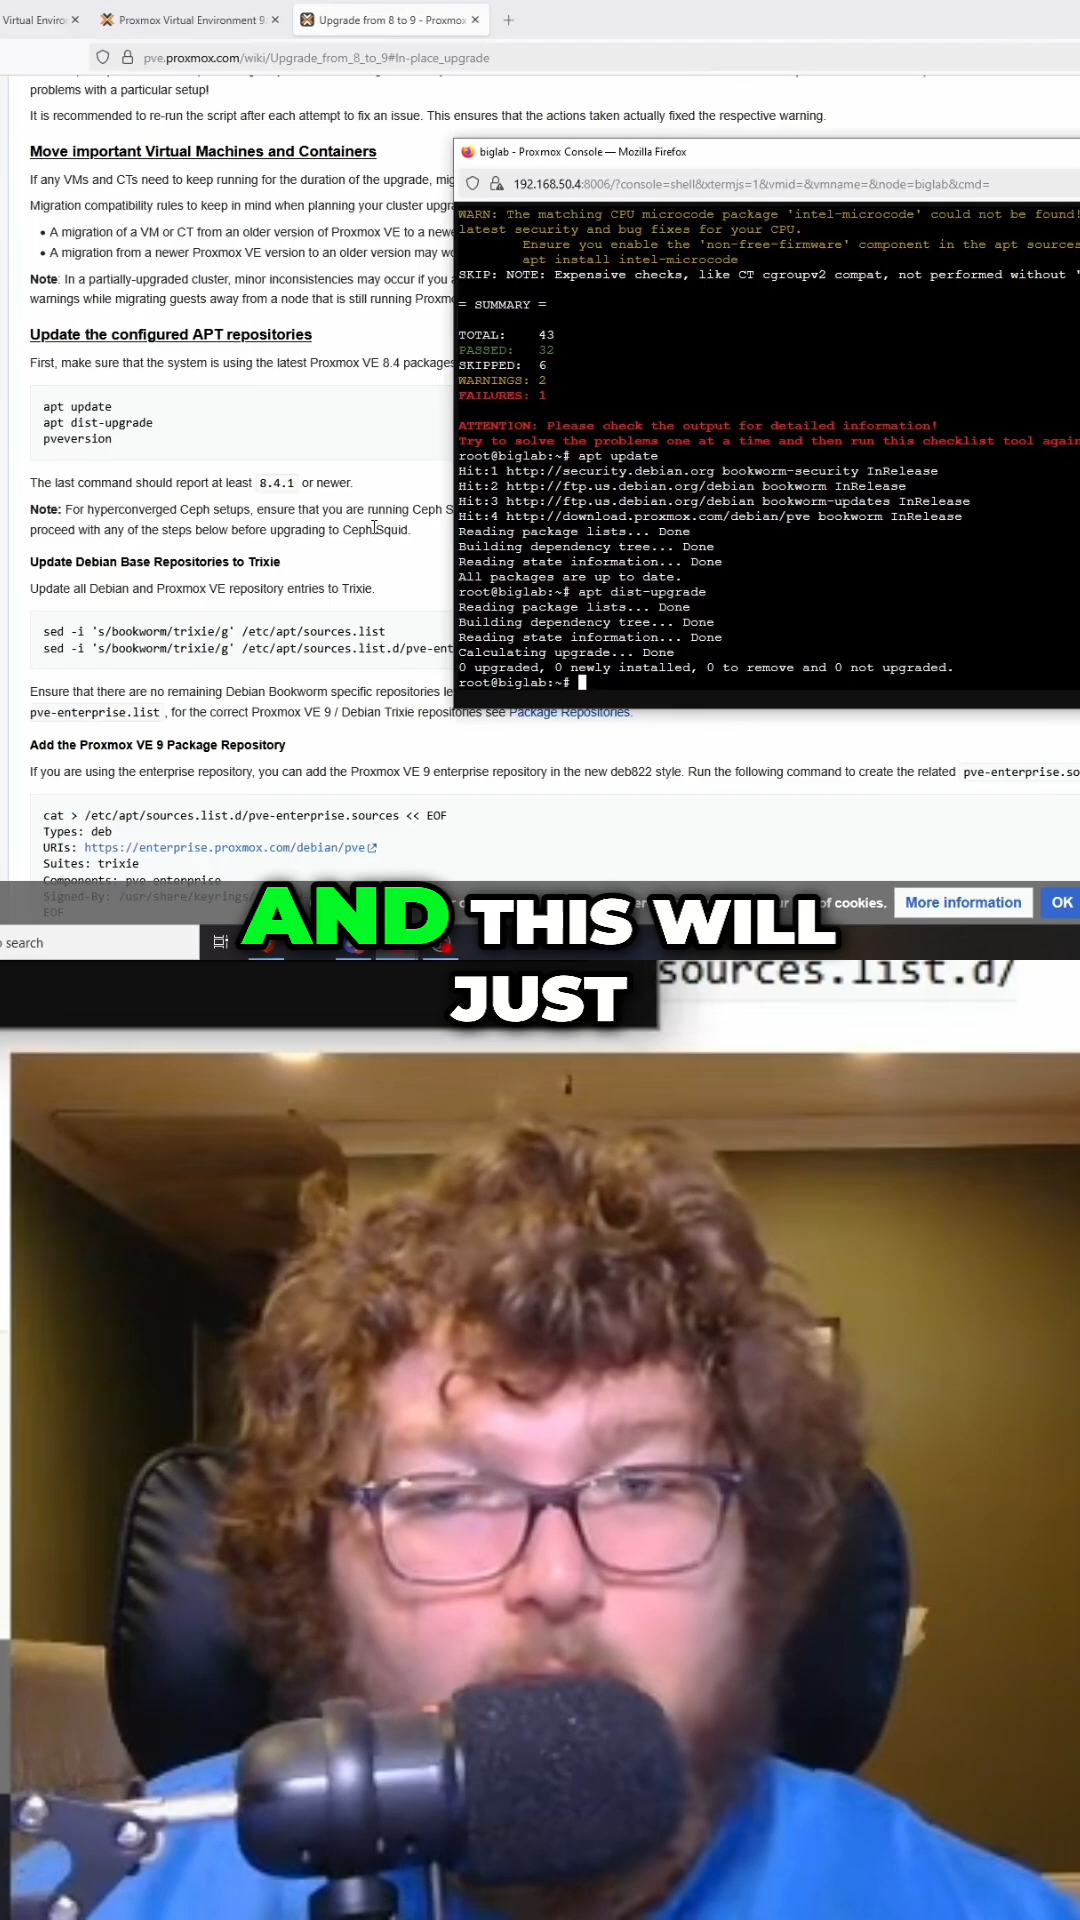 Virtual Enviro
Proxmox Virtual Environment 9.
Upgrade from 8 to 9 - Proxmo
pve.proxmox.com/wiki/Upgrade_from_8_to_9#In-place_upgrade
problems with a particular setup!
It is recommended to re-run the script after each attempt to fix an issue. This ensures that the actions taken actually fixed the respective warning.
Move important Virtual Machines and Containers
If any VMs and CTs need to keep running for the duration of the upgrade, mig
Migration compatibility rules to keep in mind when planning your cluster upgra
• A migration of a VM or CT from an older version of Proxmox VE to a newe
• A migration from a newer Proxmox VE version to an older version may wo
Note: In a partially-upgraded cluster, minor inconsistencies may occur if you a
warnings while migrating guests away from a node that is still running Proxmo
Update the configured APT repositories
First, make sure that the system is using the latest Proxmox VE 8.4 packages
apt update
apt dist-upgrade
pveversion
The last command should report at least 8.4.1 or newer.
Note: For hyperconverged Ceph setups, ensure that you are running Ceph S
proceed with any of the steps below before upgrading to Ceph Squid.
Update Debian Base Repositories to Trixie
Update all Debian and Proxmox VE repository entries to Trixie.
sed -i 's/bookworm/trixie/g' /etc/apt/sources.list
sed -i 's/bookworm/trixie/g' /etc/apt/sources.list.d/pve-en
Ensure that there are no remaining Debian Bookworm specific repositories le
pve-enterprise.list , for the correct Proxmox VE 9 / Debian Trixie repositories see Package Repositories.
Add the Proxmox VE 9 Package Repository
If you are using the enterprise repository, you can add the Proxmox VE 9 enterprise repository in the new deb822 style. Run the following command to create the related pve-enterprise.so
cat > /etc/apt/sources.list.d/pve-enterprise.sources << EOF
Types: deb
URIs: https://enterprise.proxmox.com/debian/pve
Suites: trixie
Components: pve-enterprise
Signed-By: /usr/share/keyrings/
EOF
biglab - Proxmox Console — Mozilla Firefox
192.168.50.4:8006/?console=shell&xtermjs=1&vmid=&vmname=&node=biglab&cmd=
WARN: The matching CPU microcode package 'intel-microcode' could not be found!
latest security and bug fixes for your CPU.
Ensure you enable the 'non-free-firmware' component in the apt sources
apt install intel-microcode
SKIP: NOTE: Expensive checks, like CT cgroupv2 compat, not performed without '
= SUMMARY =
TOTAL: 43
PASSED: 32
SKIPPED: 6
WARNINGS: 2
FAILURES: 1
ATTENTION: Please check the output for detailed information!
Try to solve the problems one at a time and then run this checklist tool again
root@biglab:~# apt update
Hit:1 http://security.debian.org bookworm-security InRelease
Hit:2 http://ftp.us.debian.org/debian bookworm InRelease
Hit:3 http://ftp.us.debian.org/debian bookworm-updates InRelease
Hit:4 http://download.proxmox.com/debian/pve bookworm InRelease
Reading package lists... Done
Building dependency tree... Done
Reading state information... Done
All packages are up to date.
root@biglab:~# apt dist-upgrade
Reading package lists... Done
Building dependency tree... Done
Reading state information... Done
Calculating upgrade... Done
0 upgraded, 0 newly installed, 0 to remove and 0 not upgraded.
root@biglab:~#
of cookies.
More information
OK
o search
AND THIS WILL
JUST
sources.list.d/